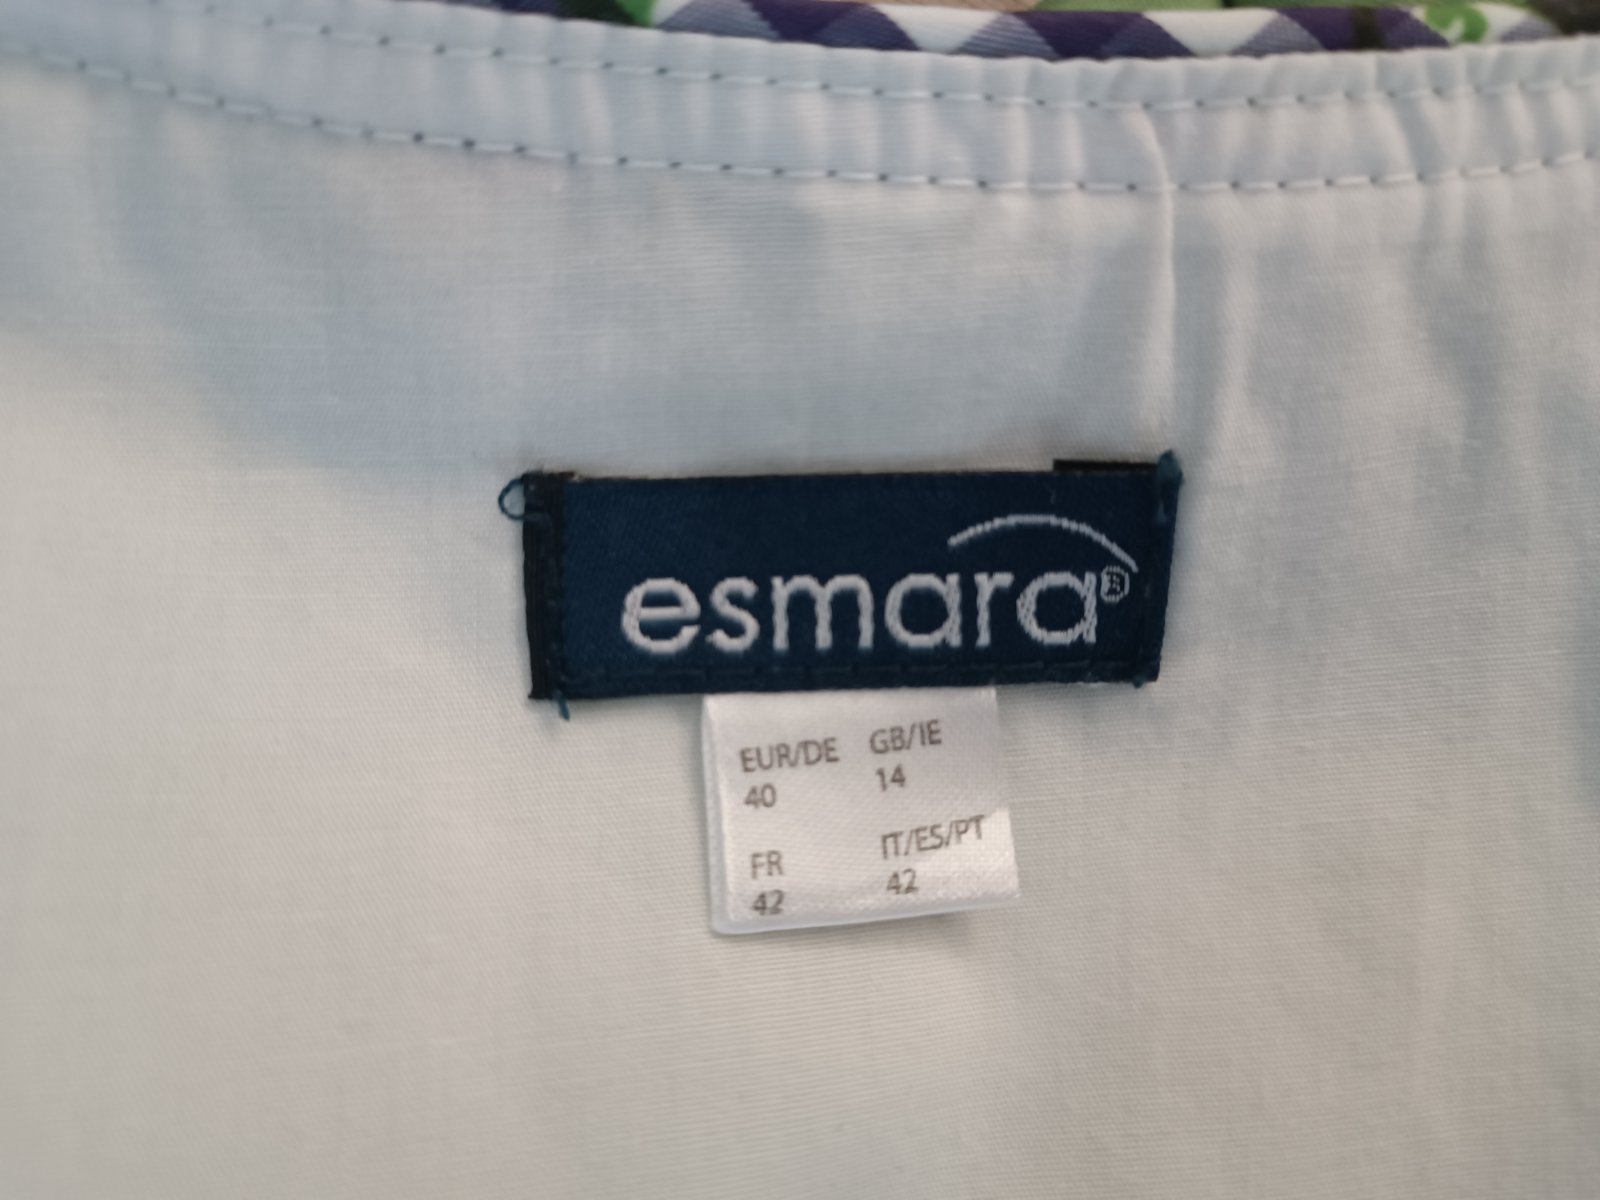 esmara®
EUR/DE GB/IE
40 14
FR IT/ES/PT
42 42